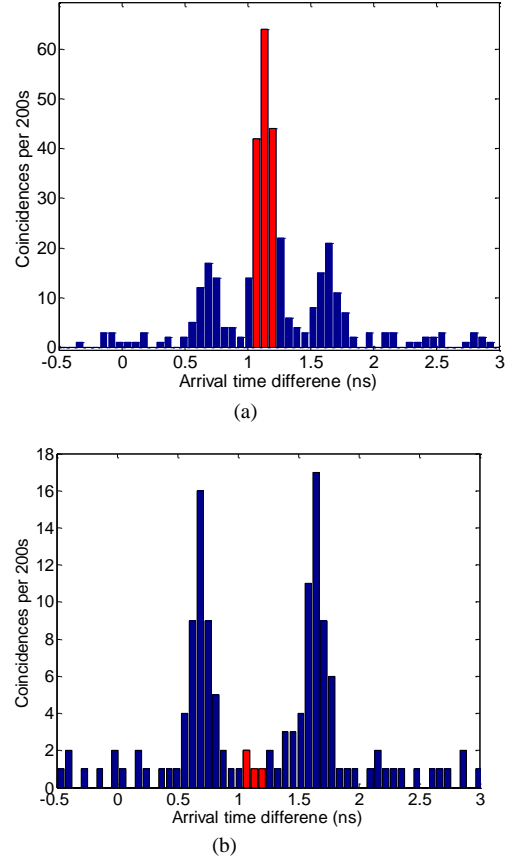 60
50
40
30
20
10
0
Coincidences per 200s
-0.5 0 0.5 1 1.5 2 2.5 3
Arrival time differene (ns)
(a)
18
16
14
12
10
8
6
4
2
0
Coincidences per 200s
-0.5 0 0.5 1 1.5 2 2.5 3
Arrival time differene (ns)
(b)